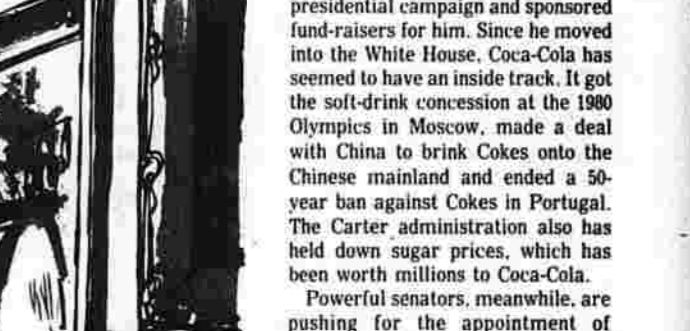 presidential campaign and sponsored
fund-raisers for him. Since he moved
into the White House, Coca-Cola has
seemed to have an inside track. It got
the soft-drink concession at the 1980
Olympics in Moscow, made a deal
with China to brink Cokes onto the
Chinese mainland and ended a 50-
year ban against Cokes in Portugal.
The Carter administration also has
held down sugar prices, which has
been worth millions to Coca-Cola.
Powerful senators, meanwhile, are
pushing for the appointment of